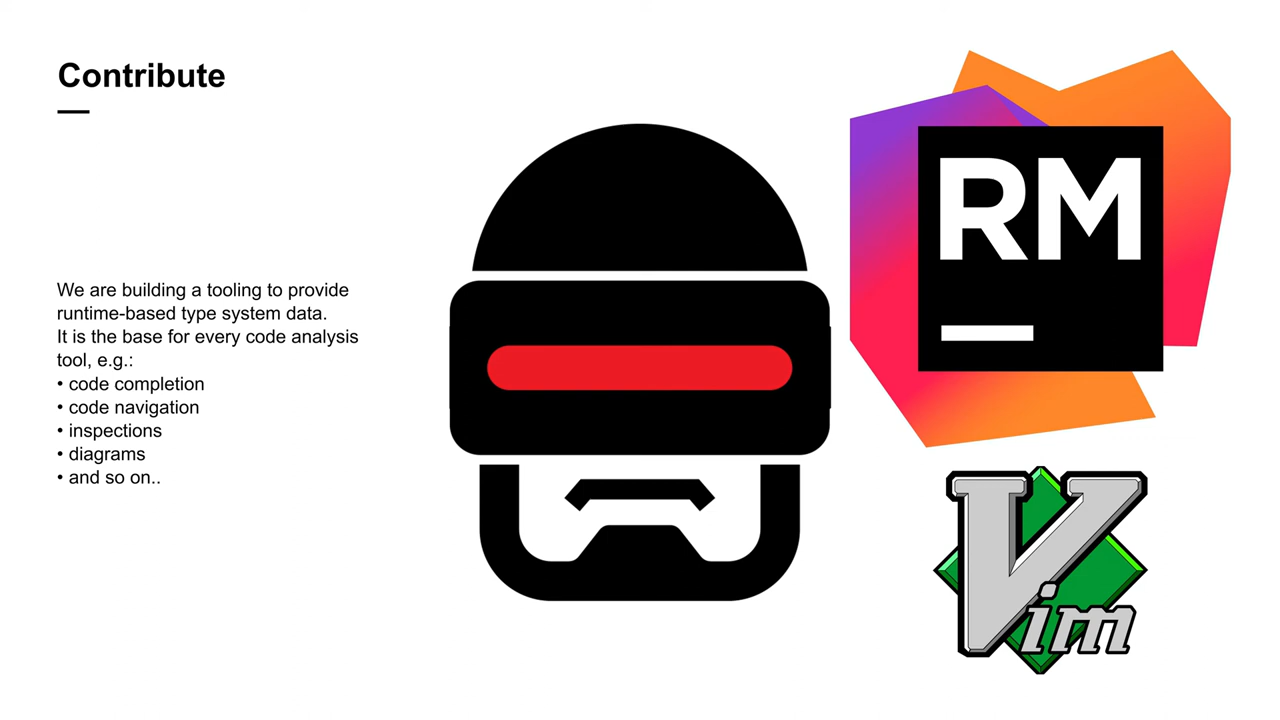 Contribute
We are building a tooling to provide
runtime-based type system data.
It is the base for every code analysis
tool, e.g.:
• code completion
• code navigation
• inspections
• diagrams
• and so on..
RM
Vim